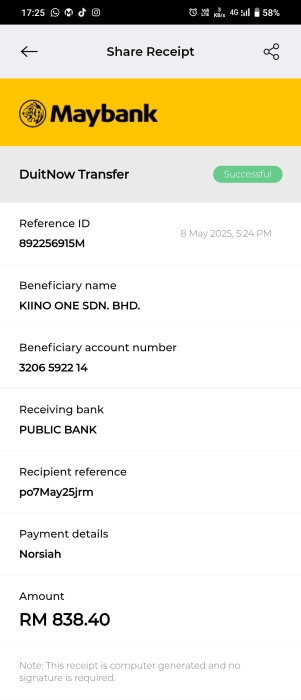 17:25
4G 58%
Share Receipt
Maybank
DuitNow Transfer
Successful
Reference ID
892256915M
8 May 2025, 5:24 PM
Beneficiary name
KIINO ONE SDN. BHD.
Beneficiary account number
3206 5922 14
Receiving bank
PUBLIC BANK
Recipient reference
po7May25jrm
Payment details
Norsiah
Amount
RM 838.40
Note: This receipt is computer generated and no
signature is required.